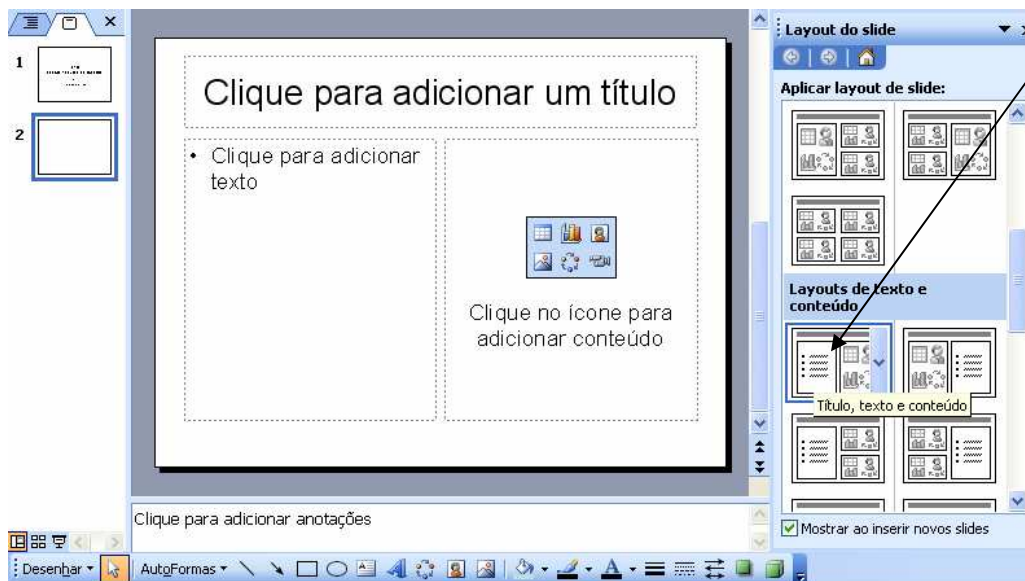 1
2
Clique para adicionar um título
• Clique para adicionar
texto
Clique no ícone para
adicionar conteúdo
Clique para adicionar anotações
Layout do slide
Aplicar layout de slide:
Layouts de texto e
conteúdo
Título, texto e conteúdo
Mostrar ao inserir novos slides
Desenhar
AutoFormas